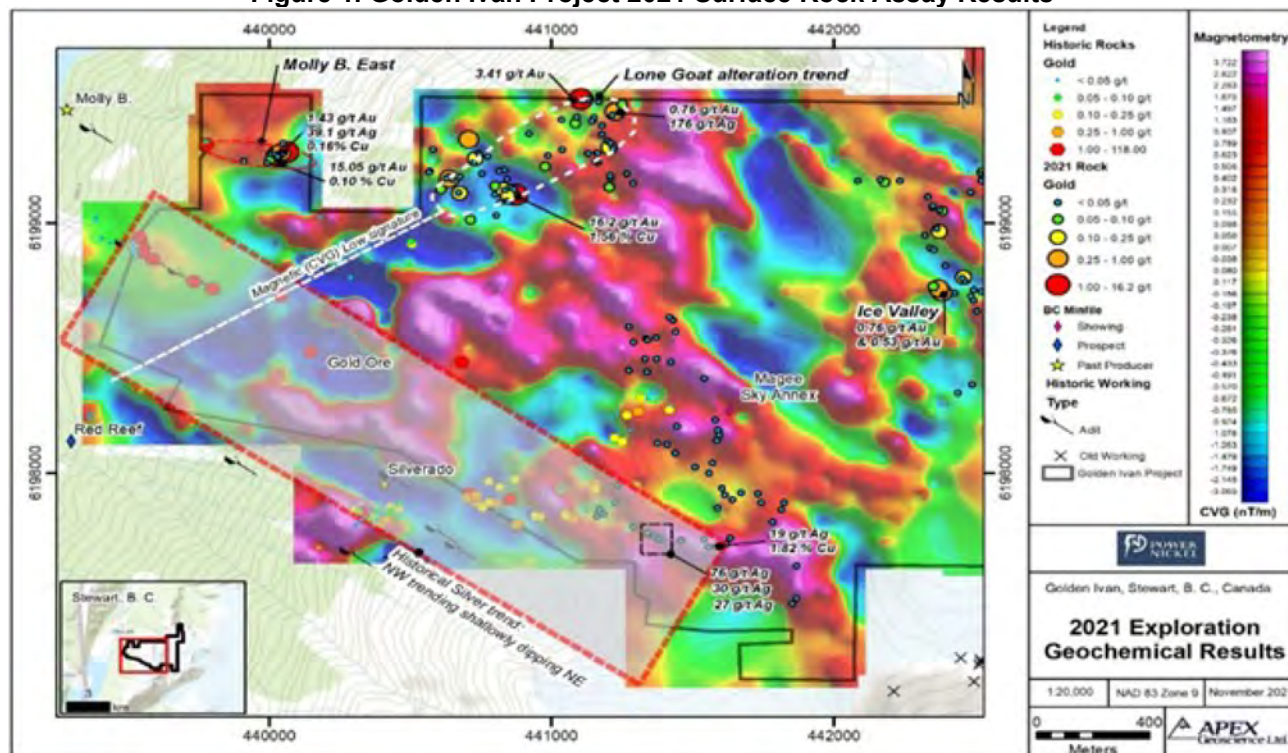 Figure 1. Golden Ivan Project 2021 Surface Rock Assay Results
440000
441000
442000
6199000
6198000
Molly B.
Molly B. East
1.43 g/t Au
39.1 g/t Ag
0.16% Cu
15.05 g/t Au
0.10 % Cu
3.41 g/t Au
Lone Goat alteration trend
0.76 g/t Au
176 g/t Ag
16.2 g/t Au
1.56 % Cu
Magnetic (CVG) Low signature
Ice Valley
0.76 g/t Au
& 0.53 g/t Au
Gold Ore
Magee
Sky Annex
Red Reef
Silverado
19 g/t Ag
1.82 % Cu
76 g/t Ag
30 g/t Ag
27 g/t Ag
Historical Silver trend:
NW trending shallowly dipping NE
N
Stewart, B. C.
3
km
440000
441000
442000
6199000
6198000
Legend
Historic Rocks
Gold
< 0.05 g/t
0.05 - 0.10 g/t
0.10 - 0.25 g/t
0.25 - 1.00 g/t
1.00 - 118.00
2021 Rock
Gold
< 0.05 g/t
0.05 - 0.10 g/t
0.10 - 0.25 g/t
0.25 - 1.00 g/t
1.00 - 16.2 g/t
BC Minfile
Showing
Prospect
Past Producer
Historic Working
Type
Adit
Old Working
Golden Ivan Project
Magnetometry
CVG (nT/m)
POWER
NICKEL
Golden Ivan, Stewart, B. C., Canada
2021 Exploration
Geochemical Results
1:20,000
NAD 83 Zone 9
November 202
0 400
Meters
APEX
Geoscience Ltd.